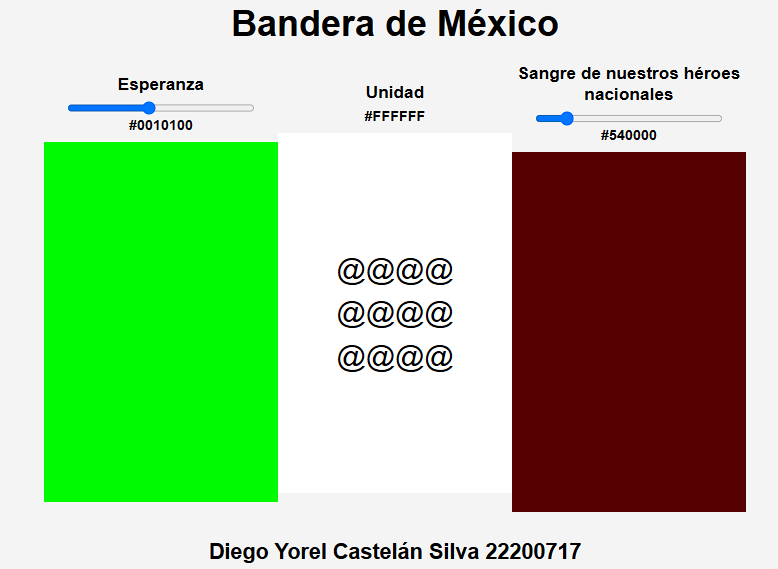 Bandera de México
Esperanza
#0010100
Unidad
#FFFFFF
@@@@
@@@@
@@@@
Sangre de nuestros héroes
nacionales
#540000
Diego Yorel Castelán Silva 22200717